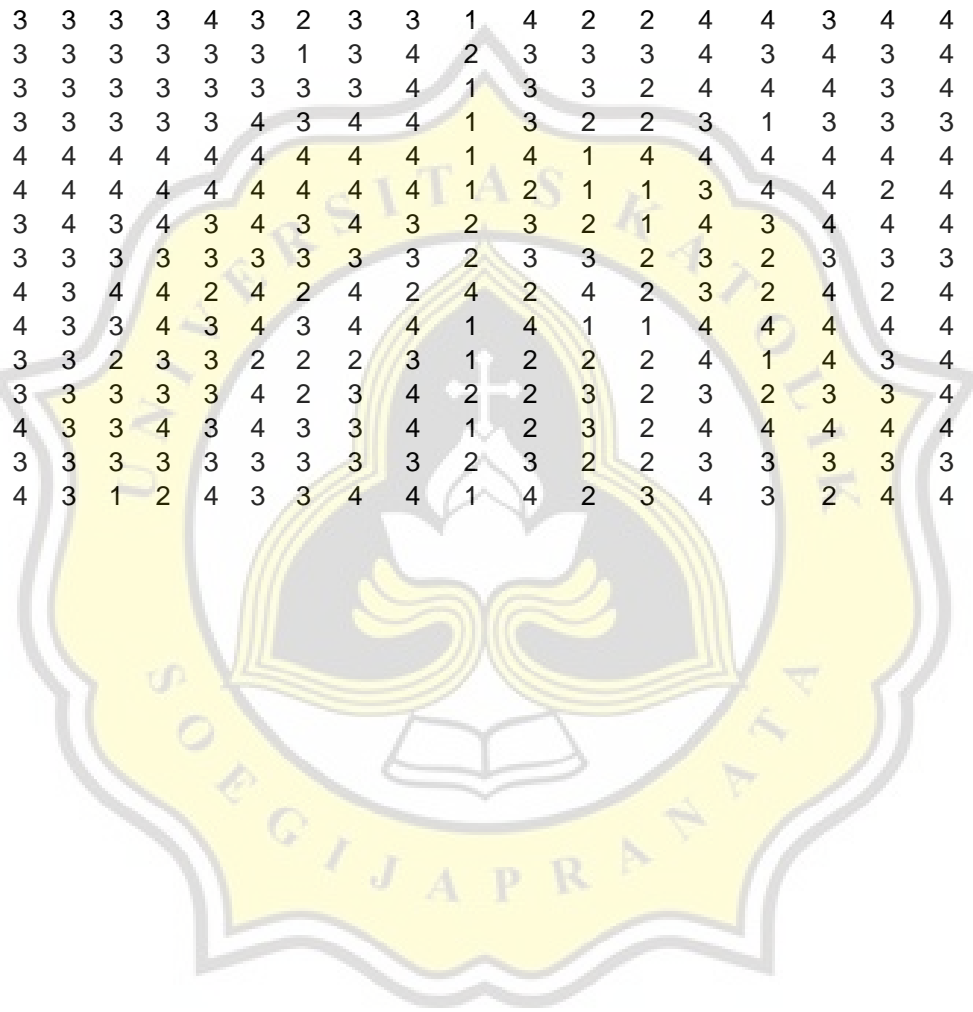 3 3 3 3 4 3 2 3 3 1 4 2 2 4 4 3 4 4
3 3 3 3 3 3 1 3 4 2 3 3 3 4 3 4 3 4
3 3 3 3 3 3 3 3 4 1 3 3 2 4 4 4 3 4
3 3 3 3 3 4 3 4 4 1 3 2 2 3 1 3 3 3
4 4 4 4 4 4 4 4 4 1 4 1 4 4 4 4 4 4
4 4 4 4 4 4 4 4 4 1 2 1 1 3 4 4 2 4
3 4 3 4 3 4 3 4 3 2 3 2 1 4 3 4 4 4
3 3 3 3 3 3 3 3 3 2 3 3 2 3 2 3 3 3
4 3 4 4 2 4 2 4 2 4 2 4 2 3 2 4 2 4
4 3 3 4 3 4 3 4 4 1 4 1 1 4 4 4 4 4
3 3 2 3 3 2 2 2 3 1 2 2 2 4 1 4 3 4
3 3 3 3 3 4 2 3 4 2 2 3 2 3 2 3 3 4
4 3 3 4 3 4 3 3 4 1 2 3 2 4 4 4 4 4
3 3 3 3 3 3 3 3 3 2 3 2 2 3 3 3 3 3
4 3 1 2 4 3 3 4 4 1 4 2 3 4 3 2 4 4
UNIVERSITAS KATOLIK
SOEGIJAPRANATA